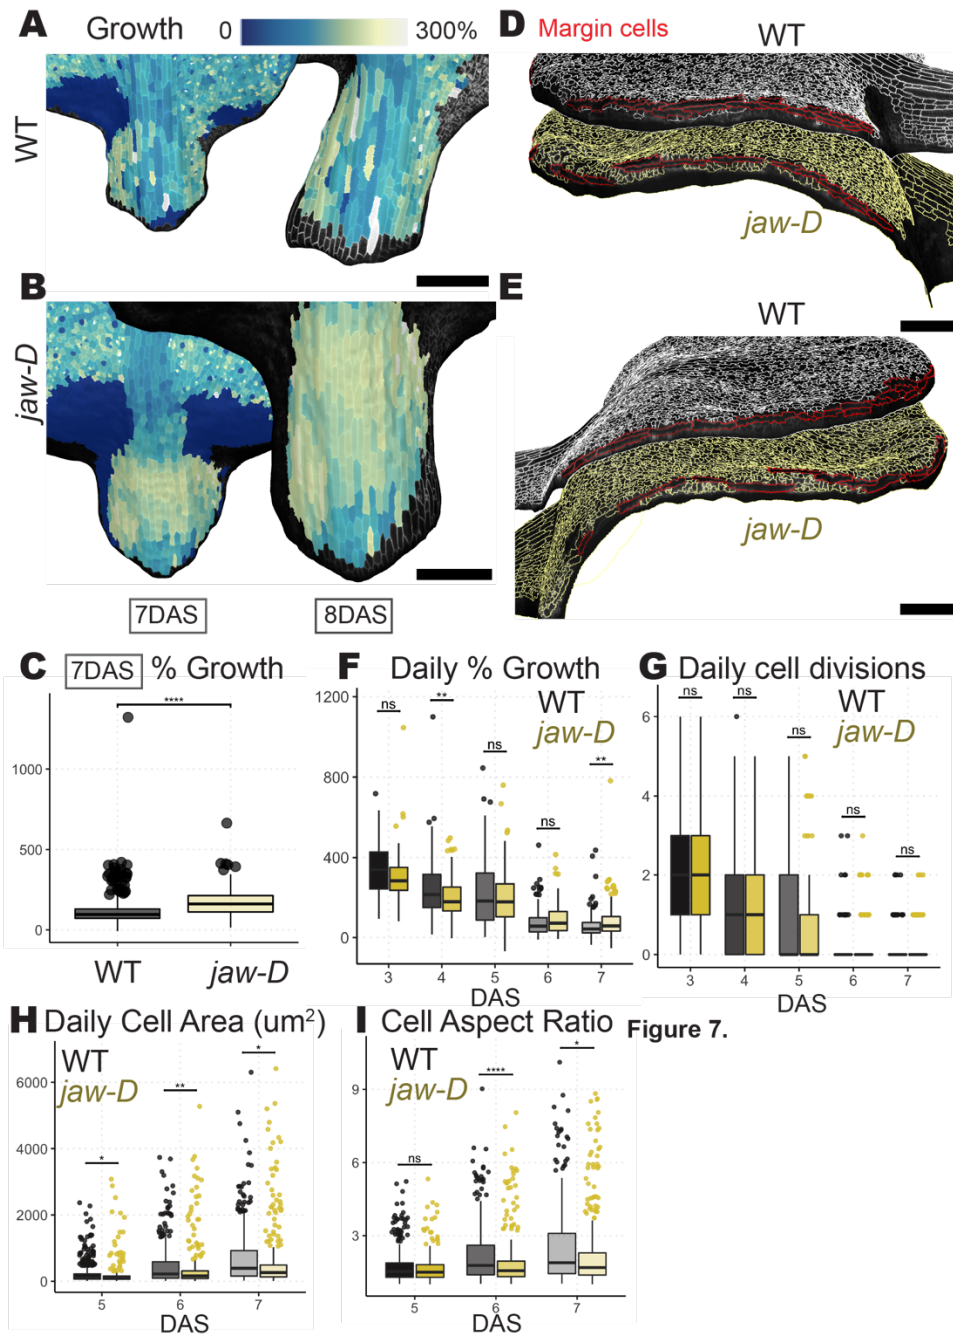 A Growth 0 300%
WT
B
jaw-D
7DAS 8DAS
D Margin cells WT
jaw-D
E WT
jaw-D
C 7DAS % Growth
****
1000
500
0
WT jaw-D
F Daily % Growth
WT
jaw-D
1200
800
400
0
ns ** ns ns **
3 4 5 6 7
DAS
G Daily cell divisions
WT
jaw-D
6
4
2
0
ns ns ns ns ns
3 4 5 6 7
DAS
H Daily Cell Area (um²)
WT
jaw-D
6000
4000
2000
0
* ** *
5 6 7
DAS
I Cell Aspect Ratio
WT
jaw-D
9
6
3
ns **** *
5 6 7
DAS
Figure 7.